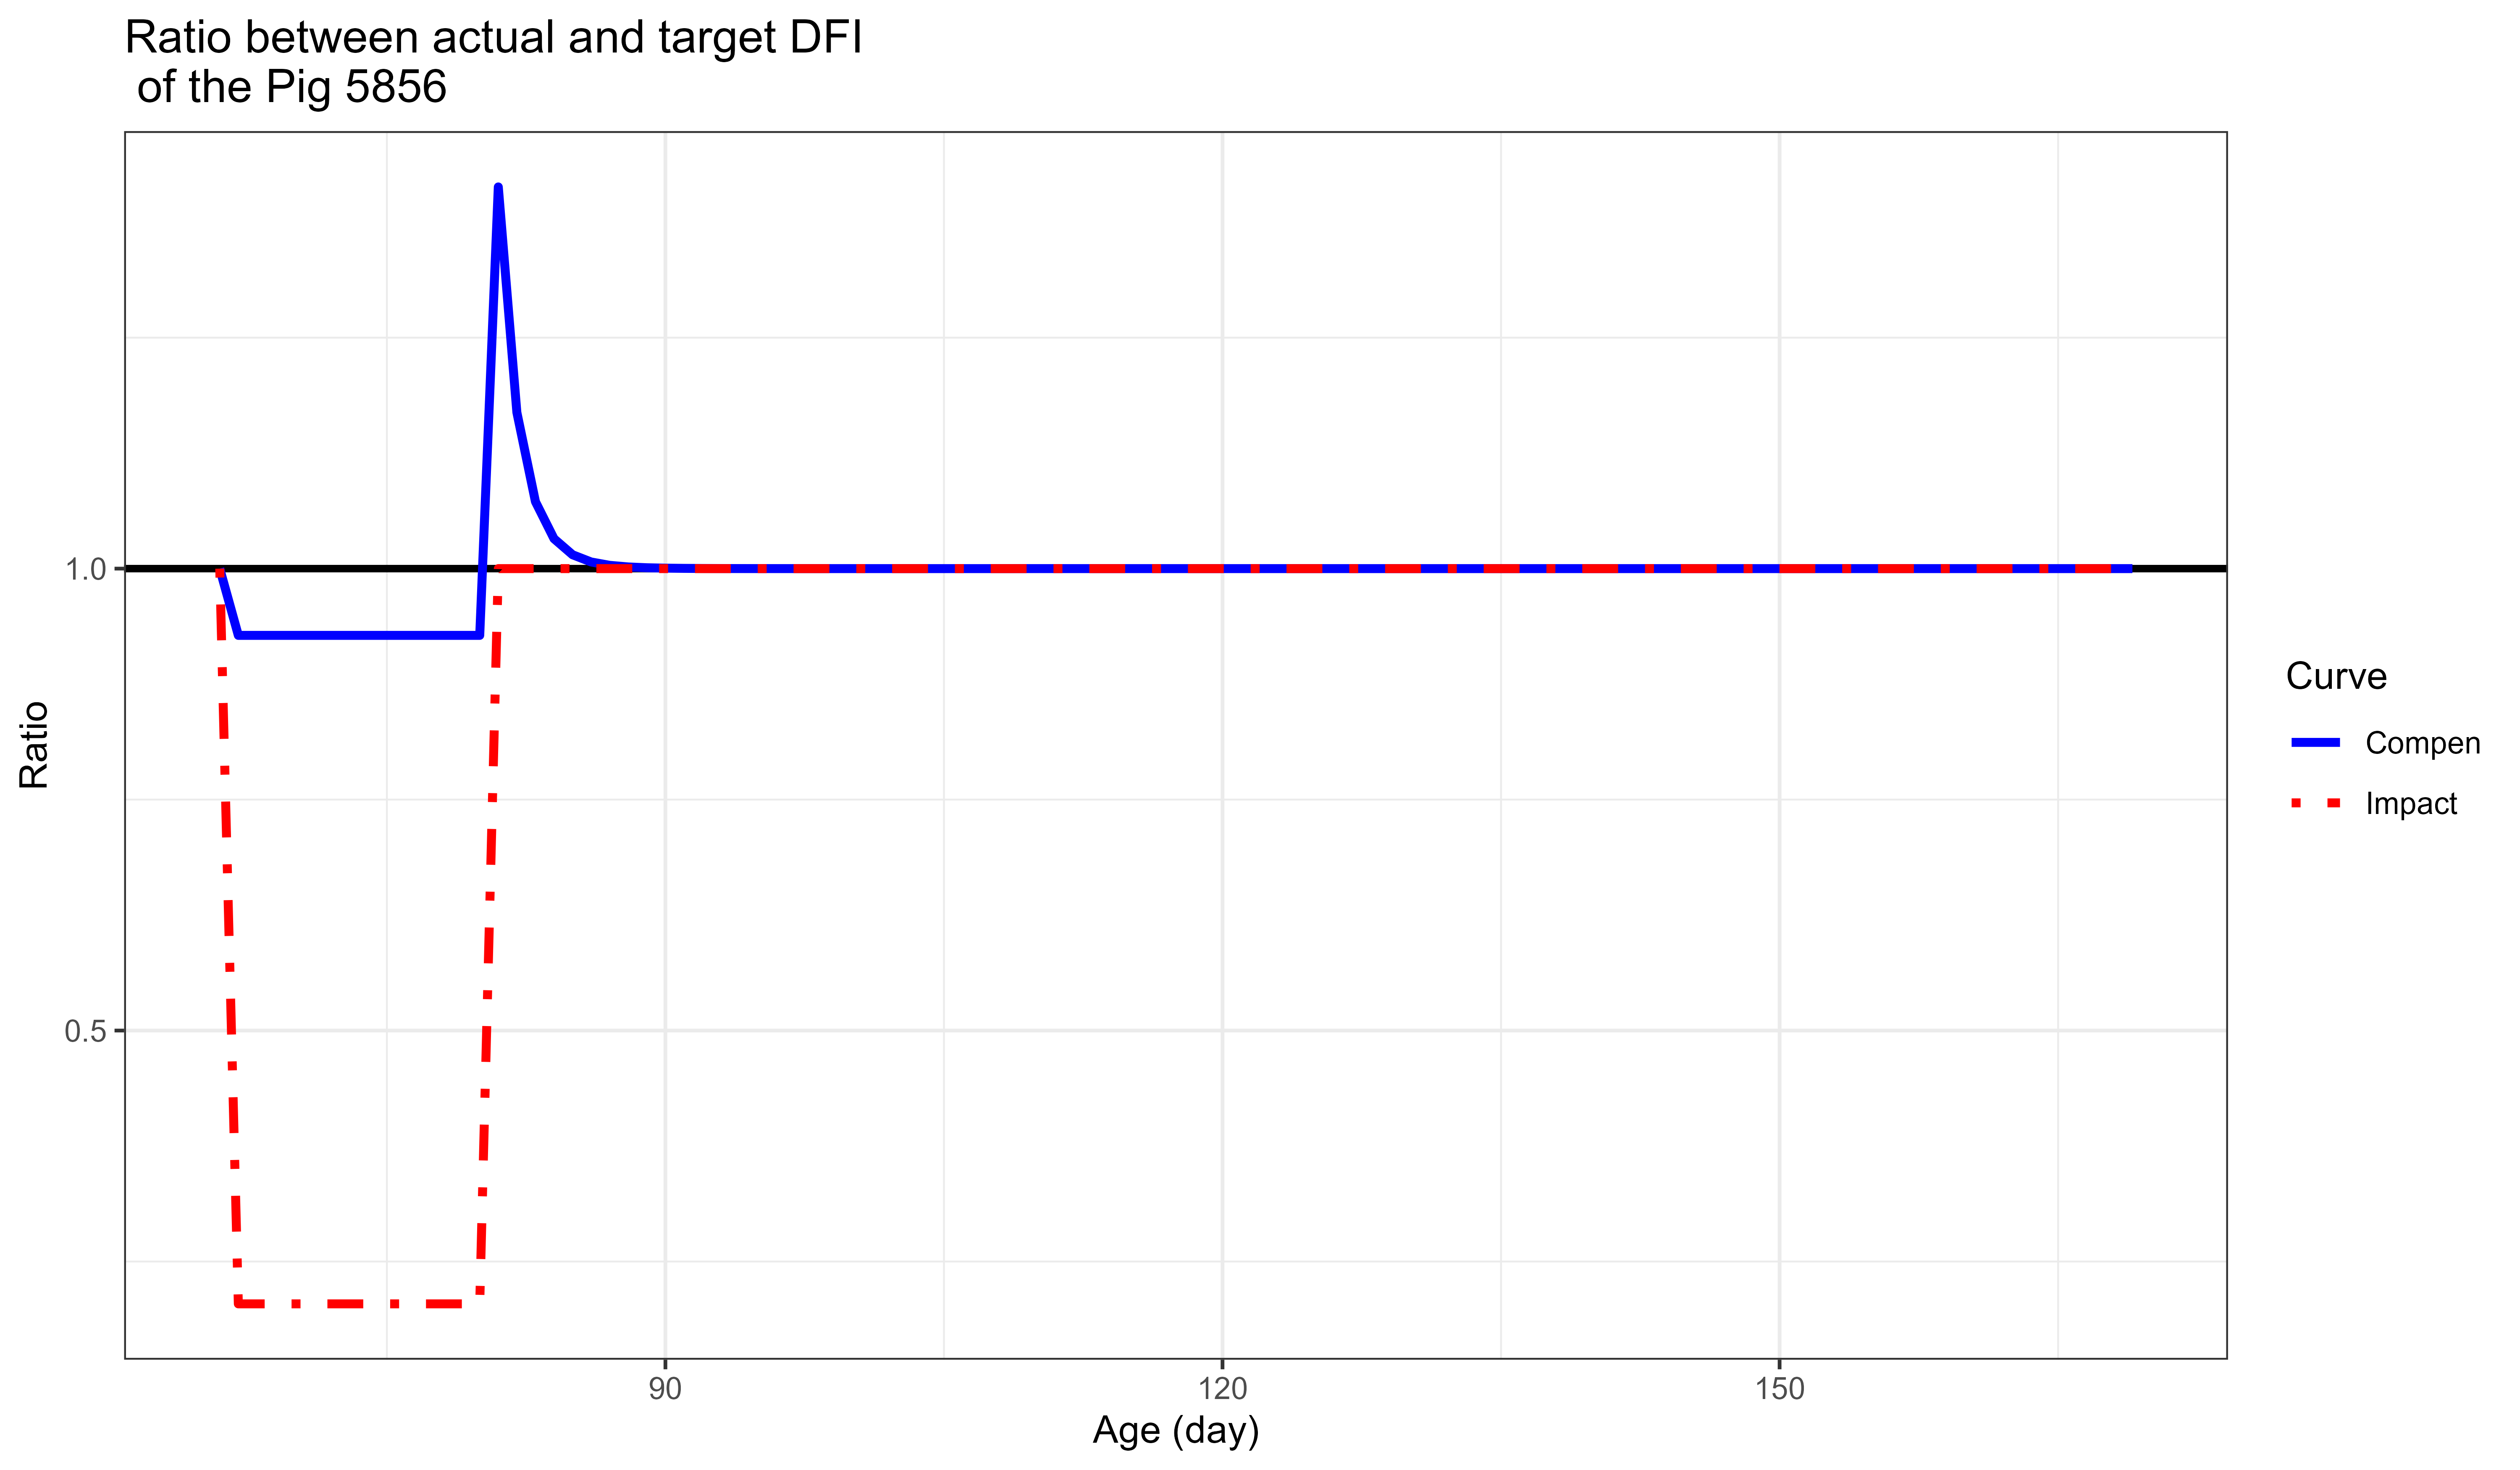 Ratio between actual and target DFI
of the Pig 5856
1.0
0.5
Ratio
90
120
150
Age (day)
Curve
Compen
Impact